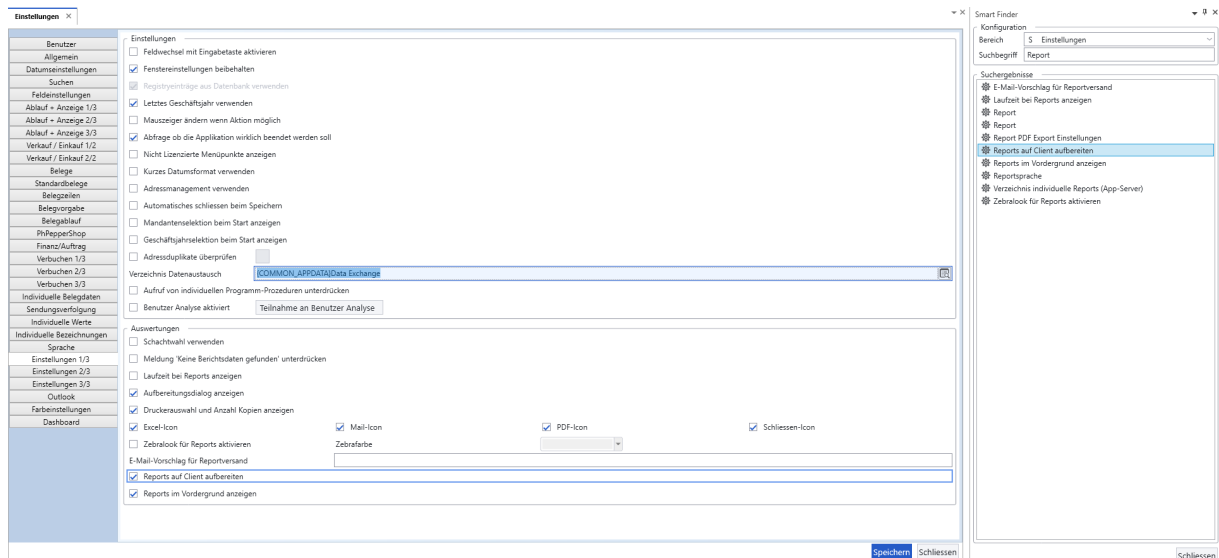 Einstellungen
Benutzer
Allgemein
Datumseinstellungen
Suchen
Feldeinstellungen
Ablauf + Anzeige 1/3
Ablauf + Anzeige 2/3
Ablauf + Anzeige 3/3
Verkauf / Einkauf 1/2
Verkauf / Einkauf 2/2
Belege
Standardbelege
Belegzeilen
Belegvorgabe
Belegablauf
PhPepperShop
Finanz/Auftrag
Verbuchen 1/3
Verbuchen 2/3
Verbuchen 3/3
Individuelle Belegdaten
Sendungsverfolgung
Individuelle Werte
Individuelle Bezeichnungen
Sprache
Einstellungen 1/3
Einstellungen 2/3
Einstellungen 3/3
Outlook
Farbeinstellungen
Dashboard
Einstellungen
Feldwechsel mit Eingabetaste aktivieren
Fenstereinstellungen beibehalten
Registryeinträge aus Datenbank verwenden
Letztes Geschäftsjahr verwenden
Mauszeiger ändern wenn Aktion möglich
Abfrage ob die Applikation wirklich beendet werden soll
Nicht Lizenzierte Menüpunkte anzeigen
Kurzes Datumsformat verwenden
Adressmanagement verwenden
Automatisches schliessen beim Speichern
Mandantenselektion beim Start anzeigen
Geschäftsjahrselektion beim Start anzeigen
Adressduplikate überprüfen
Verzeichnis Datenaustausch [COMMON_APPDATA]Data Exchange
Aufruf von individuellen Programm-Prozeduren unterdrücken
Benutzer Analyse aktiviert Teilnahme an Benutzer Analyse
Auswertungen
Schachtwahl verwenden
Meldung 'Keine Berichtsdaten gefunden' unterdrücken
Laufzeit bei Reports anzeigen
Aufbereitungsdialog anzeigen
Druckerauswahl und Anzahl Kopien anzeigen
Excel-Icon Mail-Icon PDF-Icon Schliessen-Icon
Zebralook für Reports aktivieren Zebrafarbe
E-Mail-Vorschlag für Reportversand
Reports auf Client aufbereiten
Reports im Vordergrund anzeigen
Speichern Schliessen
Smart Finder
Konfiguration
Bereich S Einstellungen
Suchbegriff Report
Suchergebnisse
E-Mail-Vorschlag für Reportversand
Laufzeit bei Reports anzeigen
Report
Report
Report PDF Export Einstellungen
Reports auf Client aufbereiten
Reports im Vordergrund anzeigen
Reportsprache
Verzeichnis individuelle Reports (App-Server)
Zebralook für Reports aktivieren
Schliessen